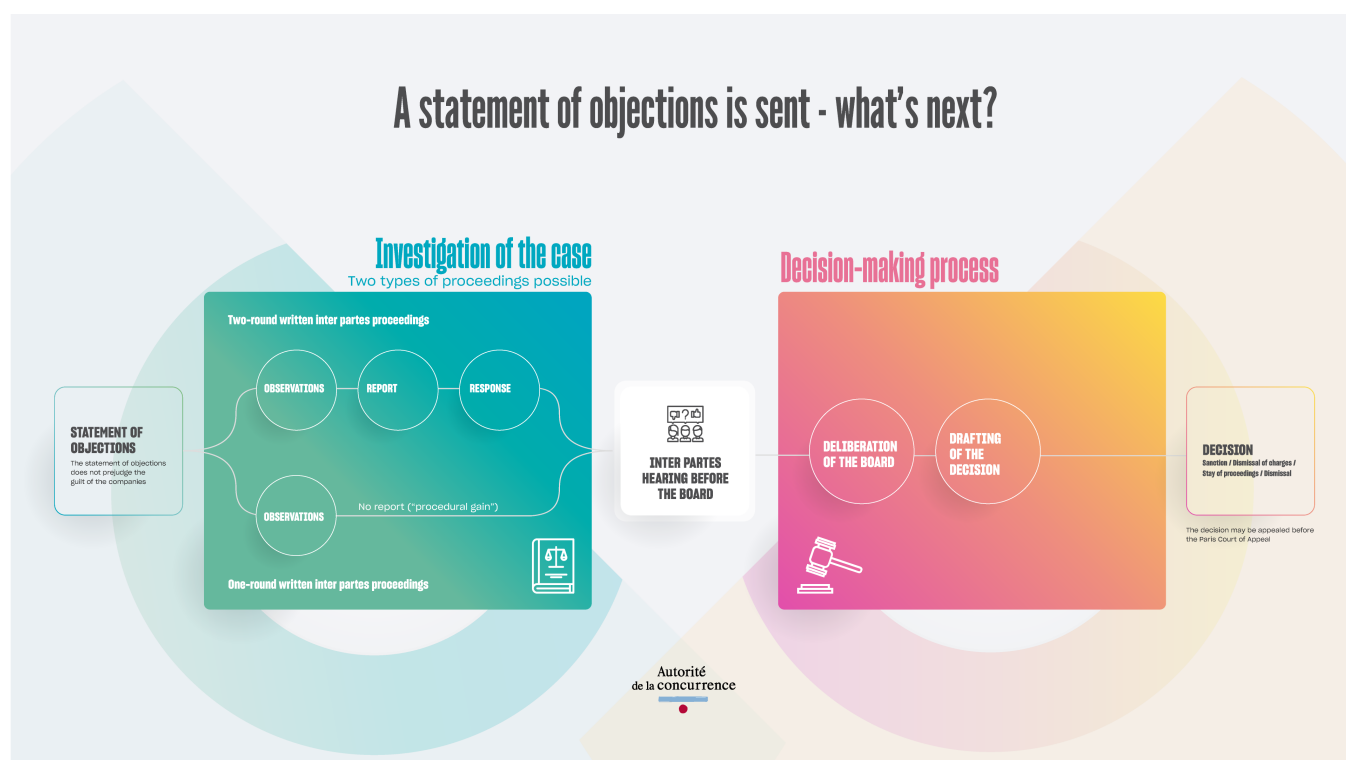 A statement of objections is sent - what's next?
Investigation of the case
Two types of proceedings possible
Decision-making process
Two-round written inter partes proceedings
OBSERVATIONS
REPORT
RESPONSE
STATEMENT OF
OBJECTIONS
The statement of objections
does not prejudge the
guilt of the companies
No report ("procedural gain")
OBSERVATIONS
One-round written inter partes proceedings
?
INTER PARTES
HEARING BEFORE
THE BOARD
DELIBERATION
OF THE BOARD
DRAFTING
OF THE
DECISION
DECISION
Sanction / Dismissal of charges /
Stay of proceedings / Dismissal
The decision may be appealed before
the Paris Court of Appeal
Autorité
de la concurrence